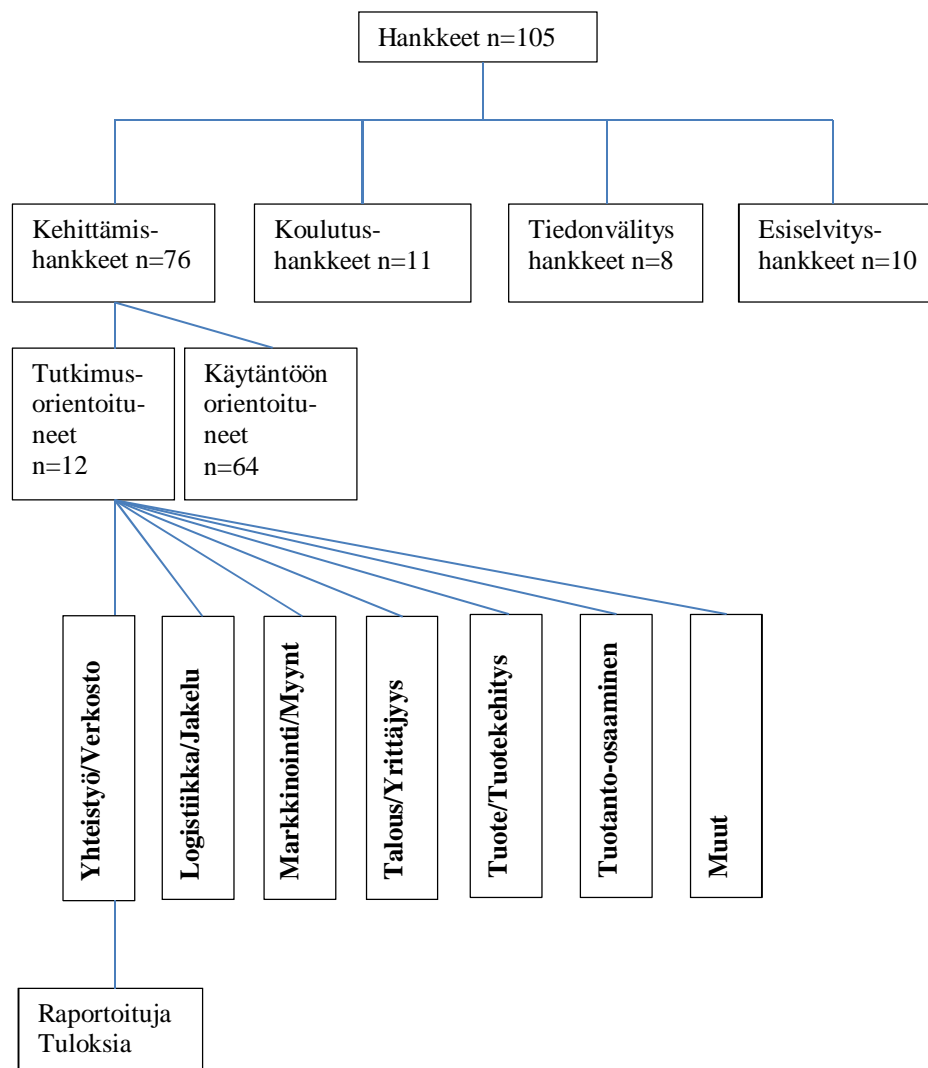 Hankkeet n=105
Kehittämis-
hankkeet n=76
Koulutus-
hankkeet n=11
Tiedonvälitys
hankkeet n=8
Esiselvitys-
hankkeet n=10
Tutkimus-
orientoitu-
neet
n=12
Käytäntöön
orientoitu-
neet
n=64
Yhteistyö/Verkosto
Logistiikka/Jakelu
Markkinointi/Myynt
Talous/Yrittäjyys
Tuote/Tuotekehitys
Tuotanto-osaaminen
Muut
Raportoituja
Tuloksia